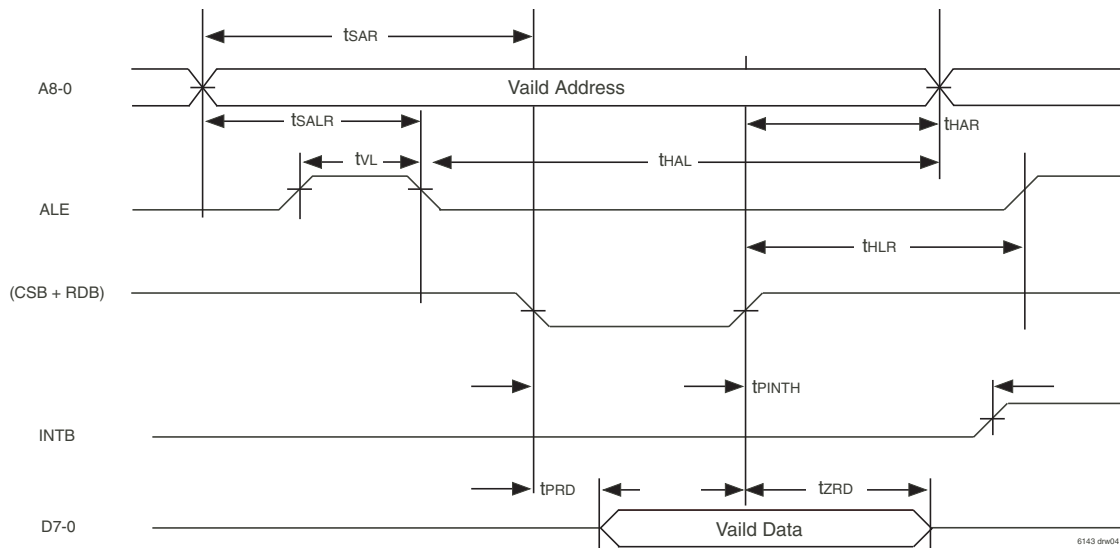 tSAR
A8-0
Vaild Address
tSALR
tHAR
tVL
tHAL
ALE
tHLR
(CSB + RDB)
tPINTH
INTB
tPRD
tZRD
D7-0
Vaild Data
6143 drw04